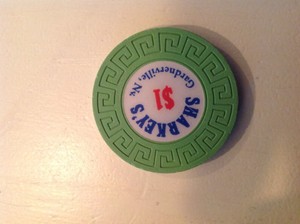 SHARKEY'S
$1
Gardnerville, Nv.